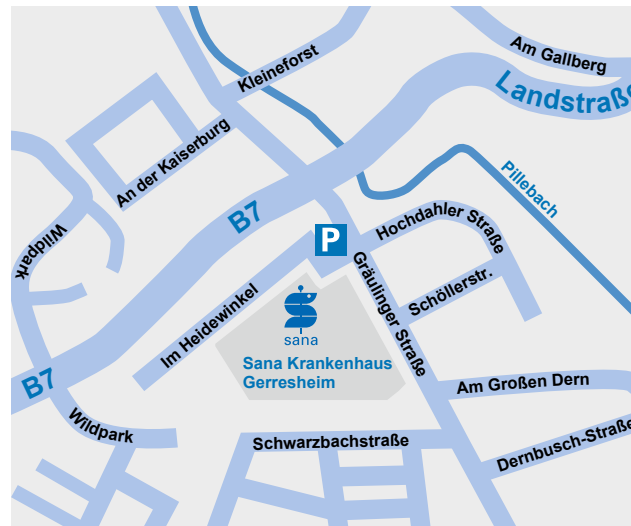 Am Gallberg
Kleineforst
Landstraße
An der Kaiserburg
Pillebach
B7
Wildpark
P
Hochdahler Straße
Gräulinger Straße
Schöllerstr.
Im Heidewinkel
sana
Sana Krankenhaus
Gerresheim
B7
Am Großen Dern
Wildpark
Schwarzbachstraße
Dernbusch-Straße